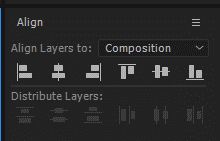 Align
Align Layers to: Composition
Distribute Layers: